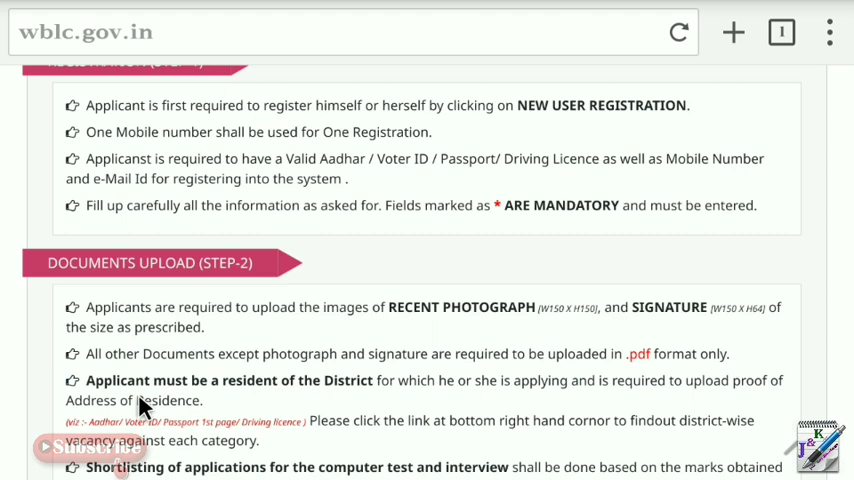 wblc.gov.in
1
REGISTRATION (STEP-1)
Applicant is first required to register himself or herself by clicking on NEW USER REGISTRATION.
One Mobile number shall be used for One Registration.
Applicanst is required to have a Valid Aadhar / Voter ID / Passport/ Driving Licence as well as Mobile Number
and e-Mail Id for registering into the system .
Fill up carefully all the information as asked for. Fields marked as * ARE MANDATORY and must be entered.
DOCUMENTS UPLOAD (STEP-2)
Applicants are required to upload the images of RECENT PHOTOGRAPH [W150 X H150], and SIGNATURE [W150 X H64] of
the size as prescribed.
All other Documents except photograph and signature are required to be uploaded in .pdf format only.
Applicant must be a resident of the District for which he or she is applying and is required to upload proof of
Address of Residence.
(viz :- Aadhar/ Voter ID/ Passport 1st page/ Driving licence ) Please click the link at bottom right hand cornor to findout district-wise
vacancy against each category.
Subscribe
J&K
Shortlisting of applications for the computer test and interview shall be done based on the marks obtained